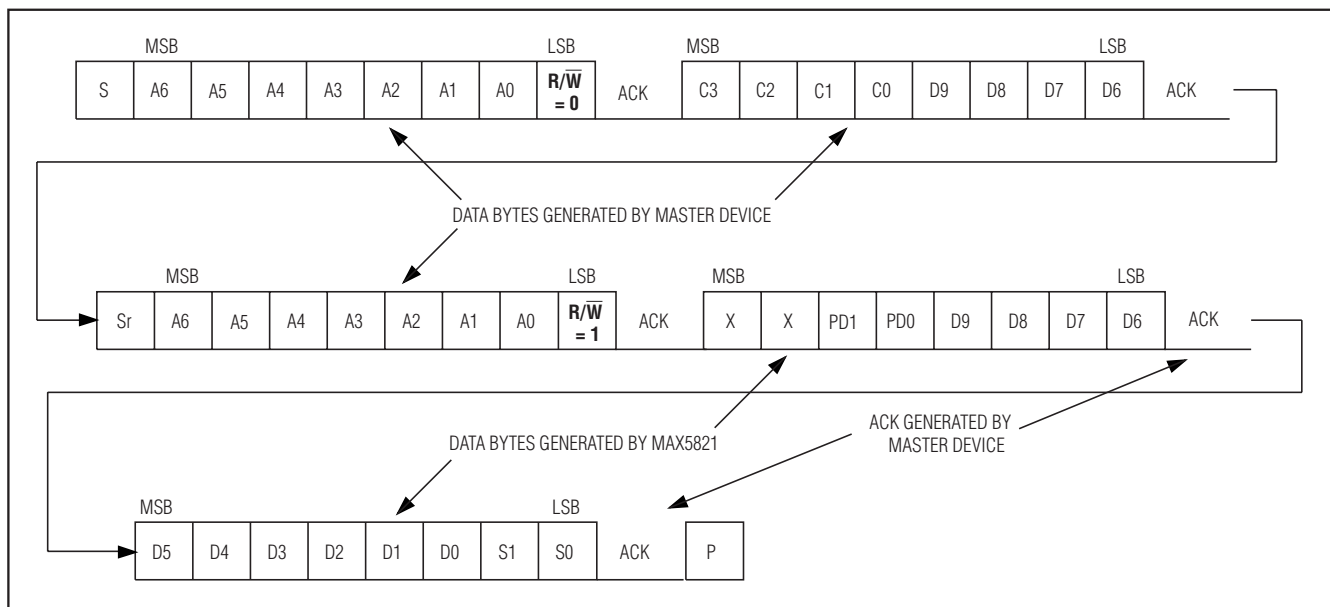 MSB LSB MSB LSB
S A6 A5 A4 A3 A2 A1 A0 R/W̅ = 0 ACK C3 C2 C1 C0 D9 D8 D7 D6 ACK
DATA BYTES GENERATED BY MASTER DEVICE
MSB LSB MSB LSB
Sr A6 A5 A4 A3 A2 A1 A0 R/W̅ = 1 ACK X X PD1 PD0 D9 D8 D7 D6 ACK
DATA BYTES GENERATED BY MAX5821
ACK GENERATED BY
MASTER DEVICE
MSB LSB
D5 D4 D3 D2 D1 D0 S1 S0 ACK P